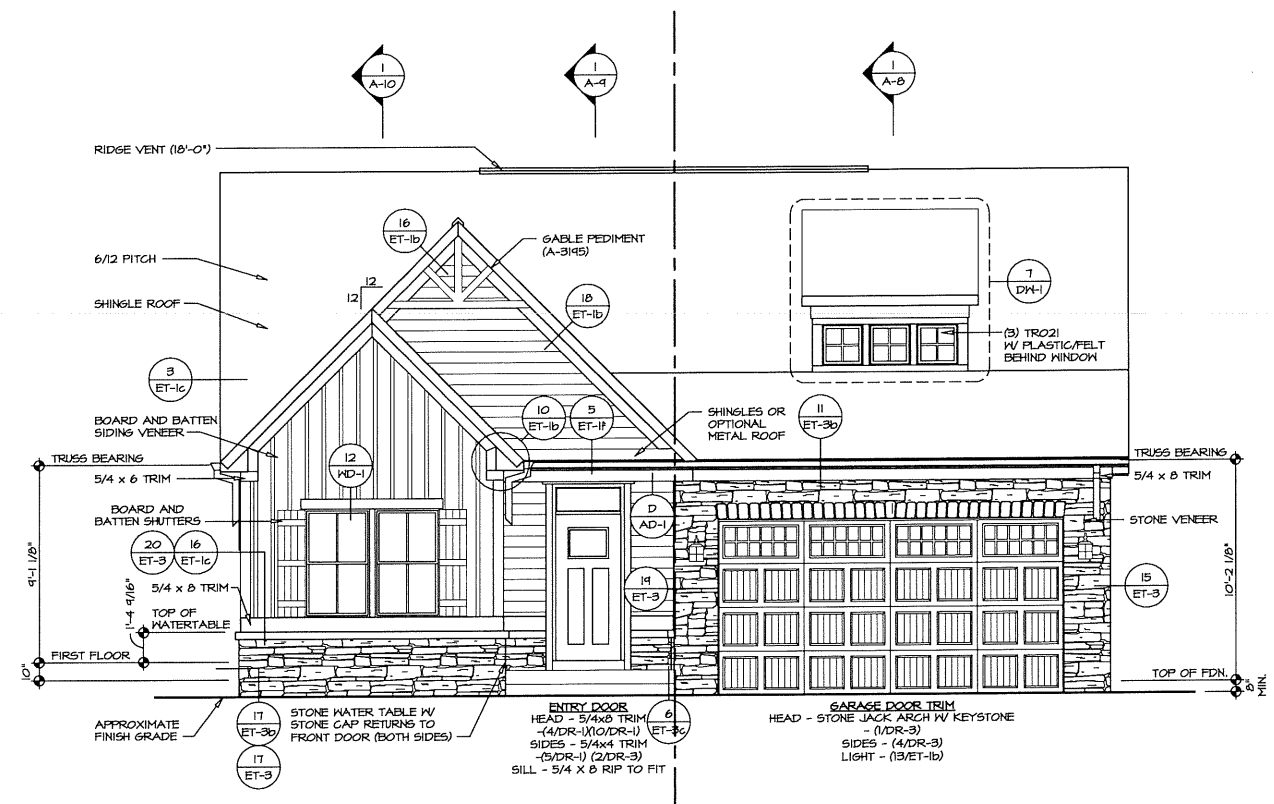 1
A-10
1
A-9
1
A-8
RIDGE VENT (18'-0")
16
ET-1b
GABLE PEDIMENT
(A-3195)
6/12 PITCH
7
DW-1
12
12
18
ET-1b
SHINGLE ROOF
(3) TRO21
W/ PLASTIC/FELT
BEHIND WINDOW
3
ET-1c
10
ET-1b
5
ET-1f
SHINGLES OR
OPTIONAL
METAL ROOF
11
ET-3b
BOARD AND BATTEN
SIDING VENEER
12
WD-1
TRUSS BEARING
TRUSS BEARING
5/4 x 6 TRIM
5/4 x 8 TRIM
BOARD AND
BATTEN SHUTTERS
D
AD-1
STONE VENEER
20
ET-3
16
ET-1c
9'-1 1/8"
10'-2 1/8"
5/4 x 8 TRIM
19
ET-3
15
ET-3
1'-4 9/16"
TOP OF
WATERTABLE
FIRST FLOOR
10"
TOP OF FDN.
8"
MIN.
APPROXIMATE
FINISH GRADE
17
ET-3b
17
ET-3
STONE WATER TABLE W/
STONE CAP RETURNS TO
FRONT DOOR (BOTH SIDES)
ENTRY DOOR
HEAD - 5/4x8 TRIM
-(4/DR-1)(10/DR-1)
SIDES - 5/4x4 TRIM
-(5/DR-1) (2/DR-3)
SILL - 5/4 X 8 RIP TO FIT
6
ET-3c
GARAGE DOOR TRIM
HEAD - STONE JACK ARCH W/ KEYSTONE
- (1/DR-3)
SIDES - (4/DR-3)
LIGHT - (13/ET-1b)